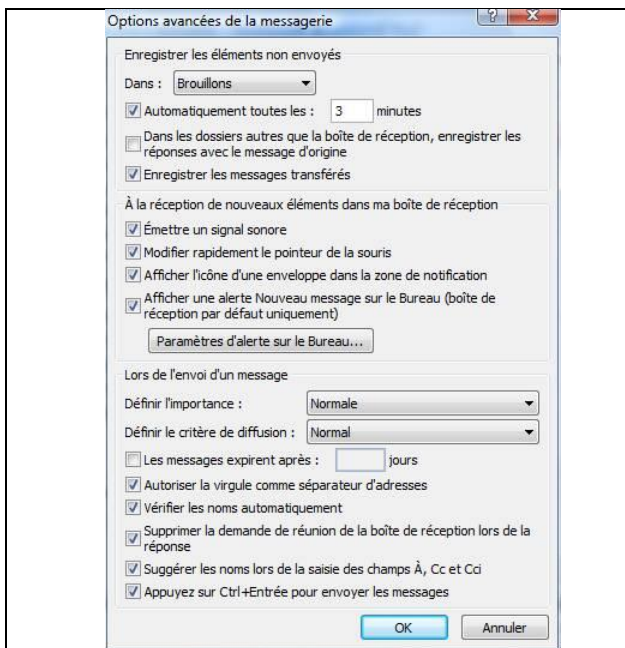 Options avancées de la messagerie
Enregistrer les éléments non envoyés
Dans : Brouillons
Automatiquement toutes les : 3 minutes
Dans les dossiers autres que la boîte de réception, enregistrer les
réponses avec le message d'origine
Enregistrer les messages transférés
À la réception de nouveaux éléments dans ma boîte de réception
Émettre un signal sonore
Modifier rapidement le pointeur de la souris
Afficher l'icône d'une enveloppe dans la zone de notification
Afficher une alerte Nouveau message sur le Bureau (boîte de
réception par défaut uniquement)
Paramètres d'alerte sur le Bureau...
Lors de l'envoi d'un message
Définir l'importance : Normale
Définir le critère de diffusion : Normal
Les messages expirent après : jours
Autoriser la virgule comme séparateur d'adresses
Vérifier les noms automatiquement
Supprimer la demande de réunion de la boîte de réception lors de la
réponse
Suggérer les noms lors de la saisie des champs À, Cc et Cci
Appuyez sur Ctrl+Entrée pour envoyer les messages
OK Annuler